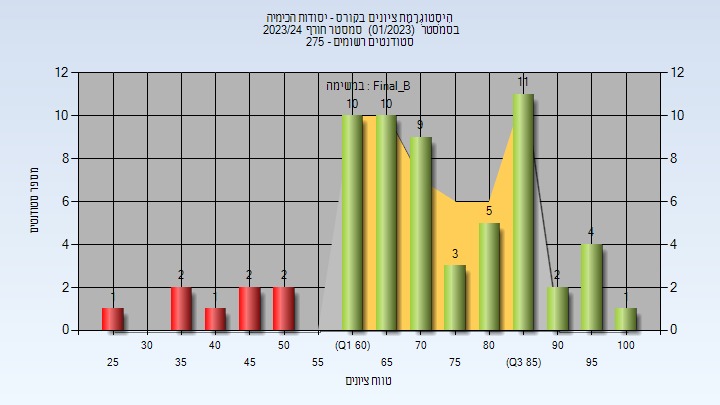 היסטוגרמת ציונים בקורס - יסודות הכימיה
בסמסטר (01/2023) סמסטר חורף 2023/24
סטודנטים רשומים - 275
במשימה : Final_B
מספר סטודנטים
12 12
10 10
8 8
6 6
4 4
2 2
0 0
1 2 1 2 2 10 10 9 3 5 11 2 4 1
30 40 50 (Q1 60) 70 80 90 100
25 35 45 55 65 75 (Q3 85) 95
טווח ציונים